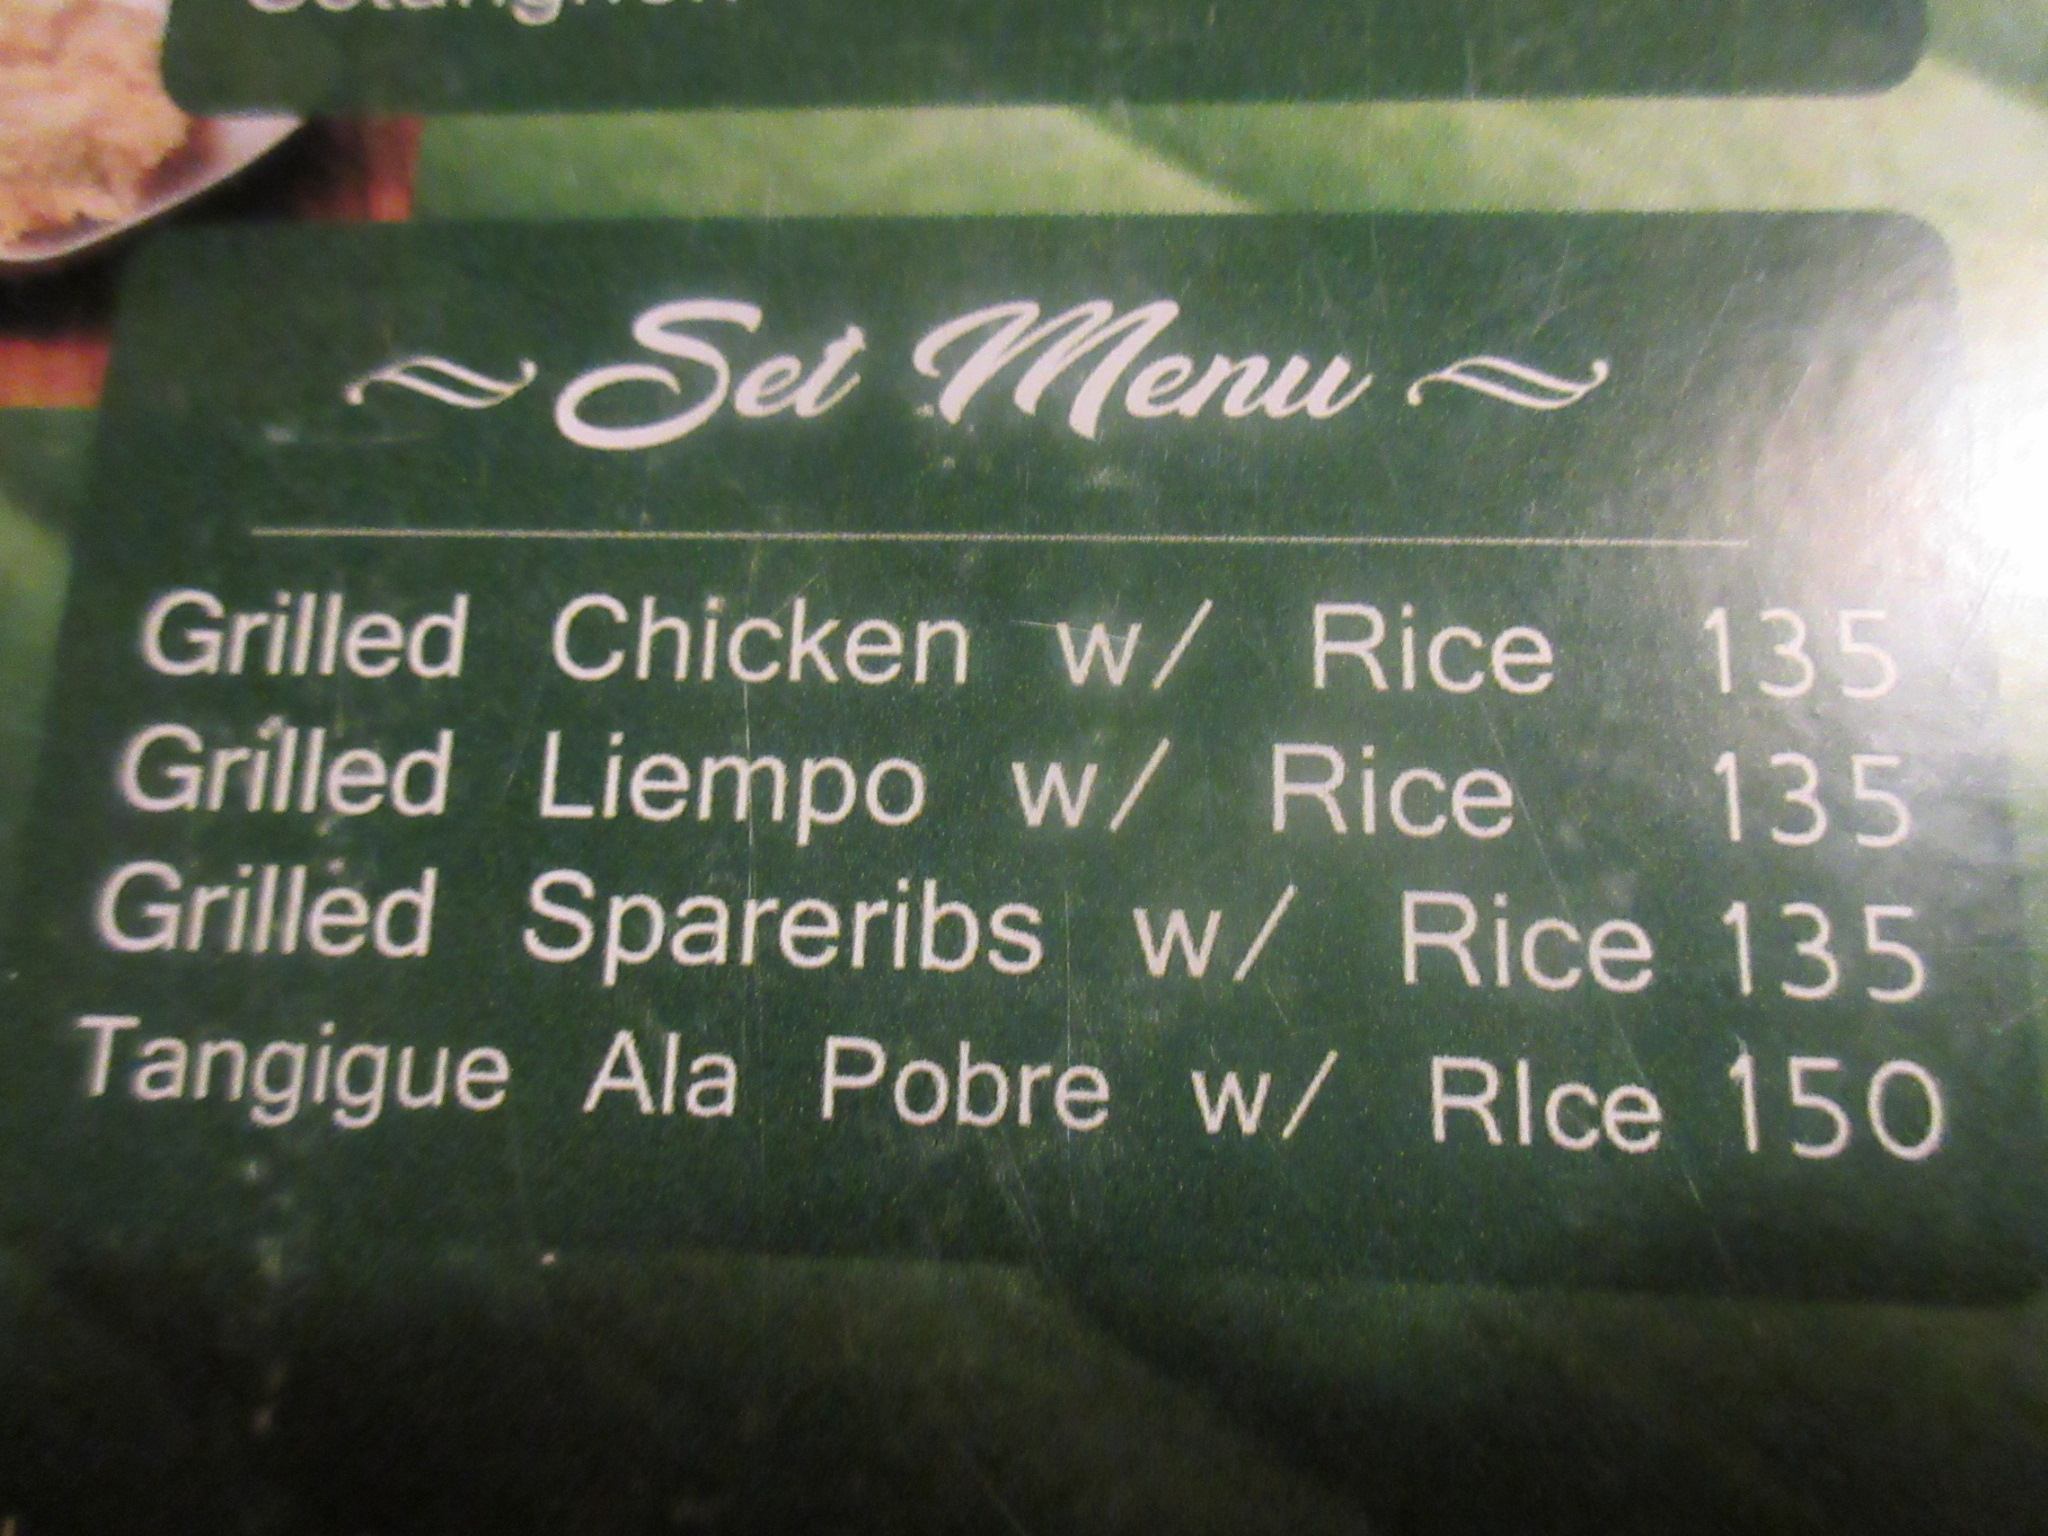 Set Menu
Grilled Chicken w/ Rice 135
Grilled Liempo w/ Rice 135
Grilled Spareribs w/ Rice 135
Tangigue Ala Pobre w/ RIce 150